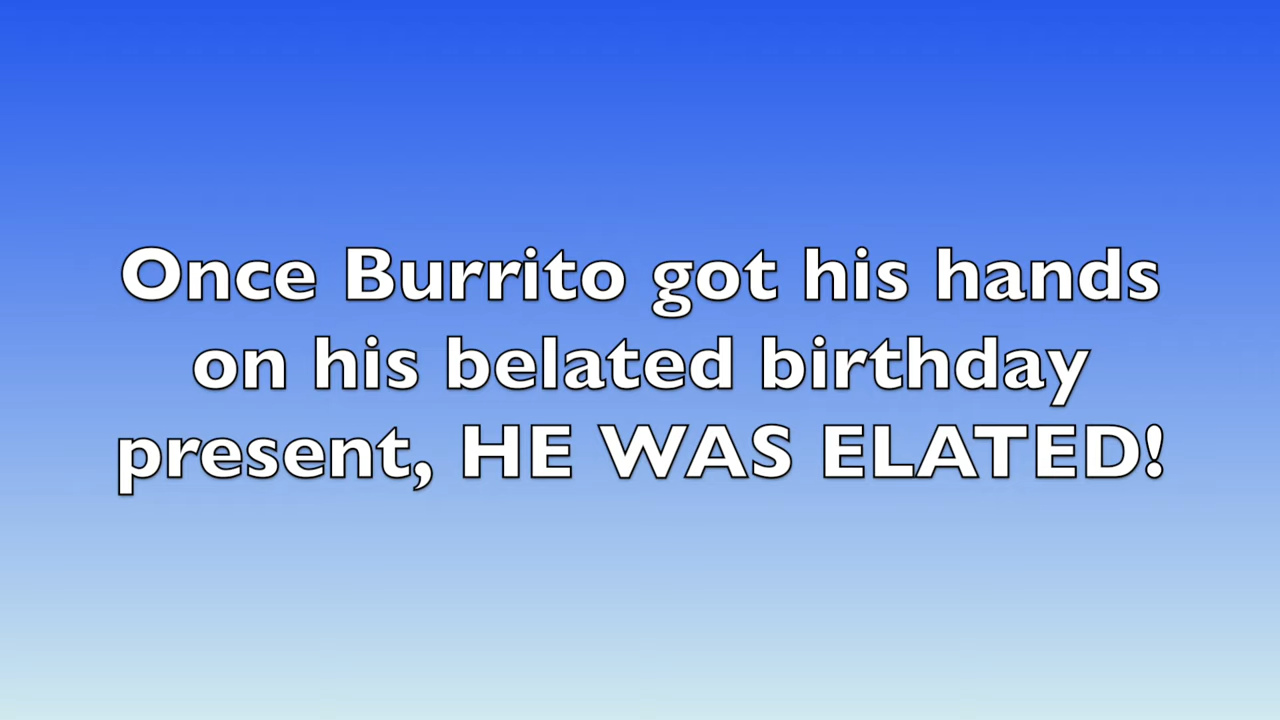 Once Burrito got his hands
on his belated birthday
present, HE WAS ELATED!